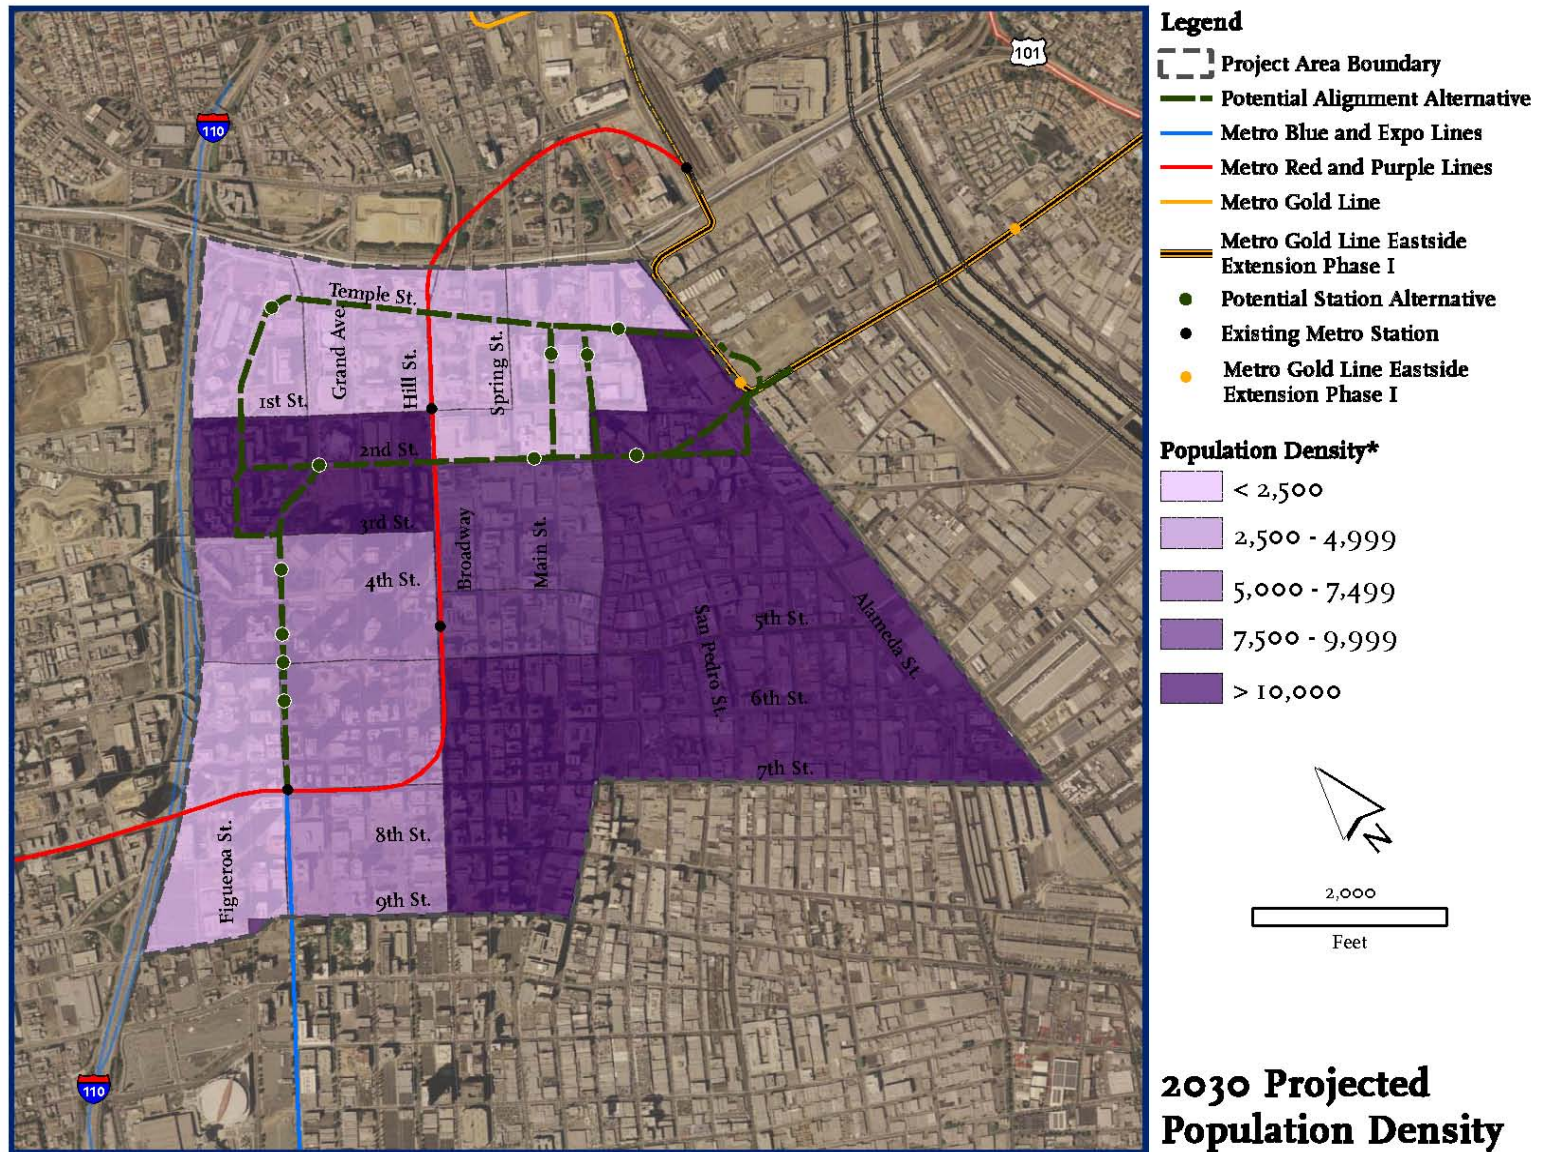 101
110
Temple St.
Grand Ave.
Hill St.
Spring St.
1st St.
2nd St.
3rd St.
4th St.
Broadway
Main St.
San Pedro St.
5th St.
Alameda St.
6th St.
7th St.
8th St.
Figueroa St.
9th St.
110
Legend
Project Area Boundary
Potential Alignment Alternative
Metro Blue and Expo Lines
Metro Red and Purple Lines
Metro Gold Line
Metro Gold Line Eastside
Extension Phase I
Potential Station Alternative
Existing Metro Station
Metro Gold Line Eastside
Extension Phase I
Population Density*
< 2,500
2,500 - 4,999
5,000 - 7,499
7,500 - 9,999
> 10,000
N
2,000
Feet
2030 Projected
Population Density